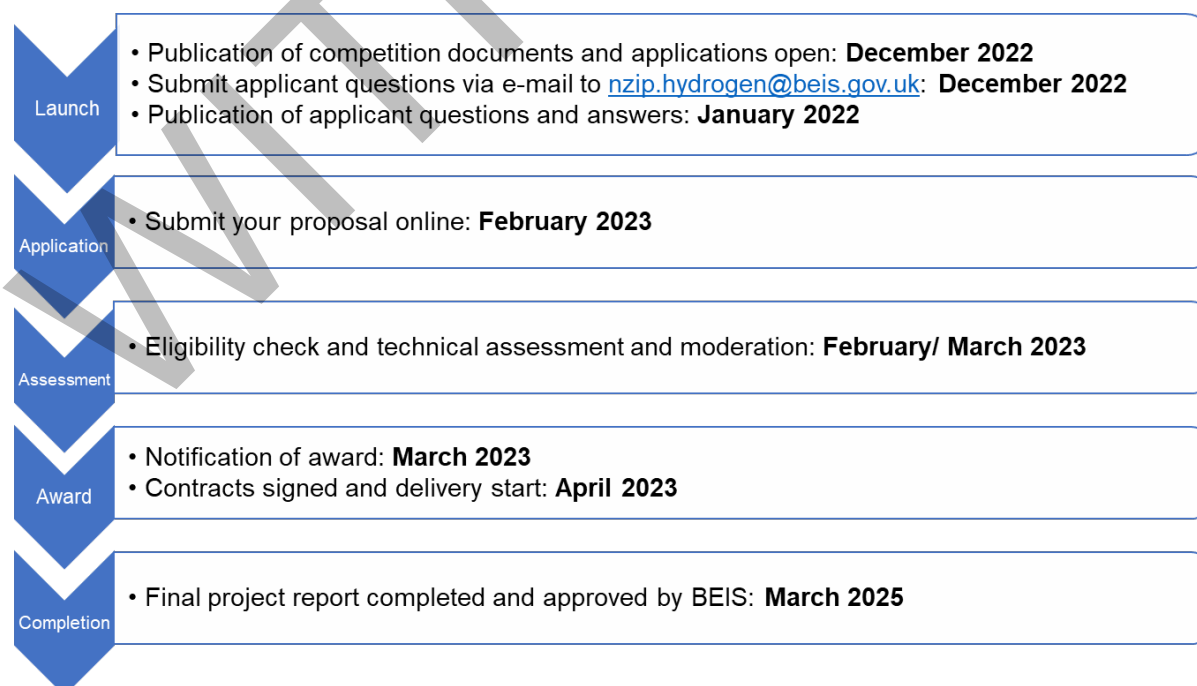 Launch
• Publication of competition documents and applications open: December 2022
• Submit applicant questions via e-mail to nzip.hydrogen@beis.gov.uk: December 2022
• Publication of applicant questions and answers: January 2022
Application
• Submit your proposal online: February 2023
Assessment
• Eligibility check and technical assessment and moderation: February/ March 2023
Award
• Notification of award: March 2023
• Contracts signed and delivery start: April 2023
Completion
• Final project report completed and approved by BEIS: March 2025